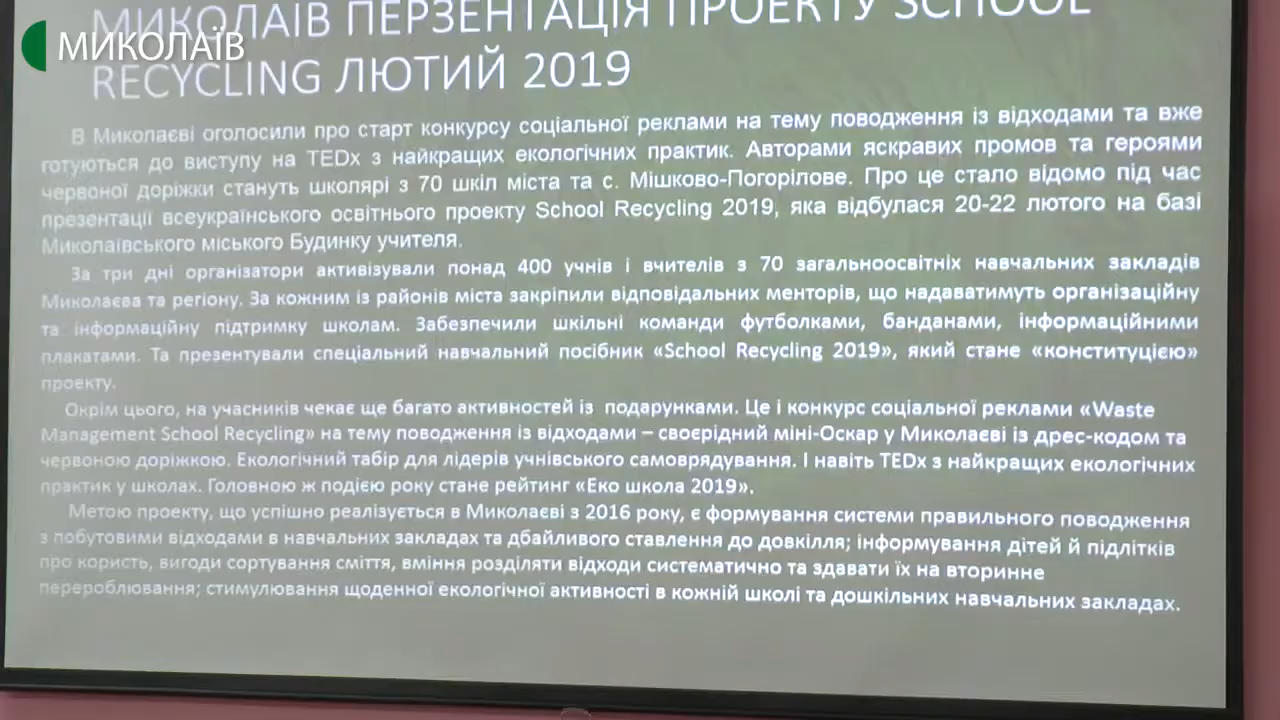 МИКОЛАЇВ
МИКОЛАЇВ ПЕРЗЕНТАЦІЯ ПРОЕКТУ SCHOOL
RECYCLING ЛЮТИЙ 2019
В Миколаєві оголосили про старт конкурсу соціальної реклами на тему поводження із відходами та вже
готуються до виступу на TEDx з найкращих екологічних практик. Авторами яскравих промов та героями
червоної доріжки стануть школярі з 70 шкіл міста та с. Мішково-Погорілове. Про це стало відомо під час
презентації всеукраїнського освітнього проекту School Recycling 2019, яка відбулася 20-22 лютого на базі
Миколаївського міського Будинку учителя.
За три дні організатори активізували понад 400 учнів і вчителів з 70 загальноосвітніх навчальних закладів
Миколаєва та регіону. За кожним із районів міста закріпили відповідальних менторів, що надаватимуть організаційну
та інформаційну підтримку школам. Забезпечили шкільні команди футболками, банданами, інформаційними
плакатами. Та презентували спеціальний навчальний посібник «School Recycling 2019», який стане «конституцією»
проекту.
Окрім цього, на учасників чекає ще багато активностей із подарунками. Це і конкурс соціальної реклами «Waste
Management School Recycling» на тему поводження із відходами – своєрідний міні-Оскар у Миколаєві із дрес-кодом та
червоною доріжкою. Екологічний табір для лідерів учнівського самоврядування. І навіть TEDx з найкращих екологічних
практик у школах. Головною ж подією року стане рейтинг «Еко школа 2019».
Метою проекту, що успішно реалізується в Миколаєві з 2016 року, є формування системи правильного поводження
з побутовими відходами в навчальних закладах та дбайливого ставлення до довкілля; інформування дітей й підлітків
про користь, вигоди сортування сміття, вміння розділяти відходи систематично та здавати їх на вторинне
перероблювання; стимулювання щоденної екологічної активності в кожній школі та дошкільних навчальних закладах.